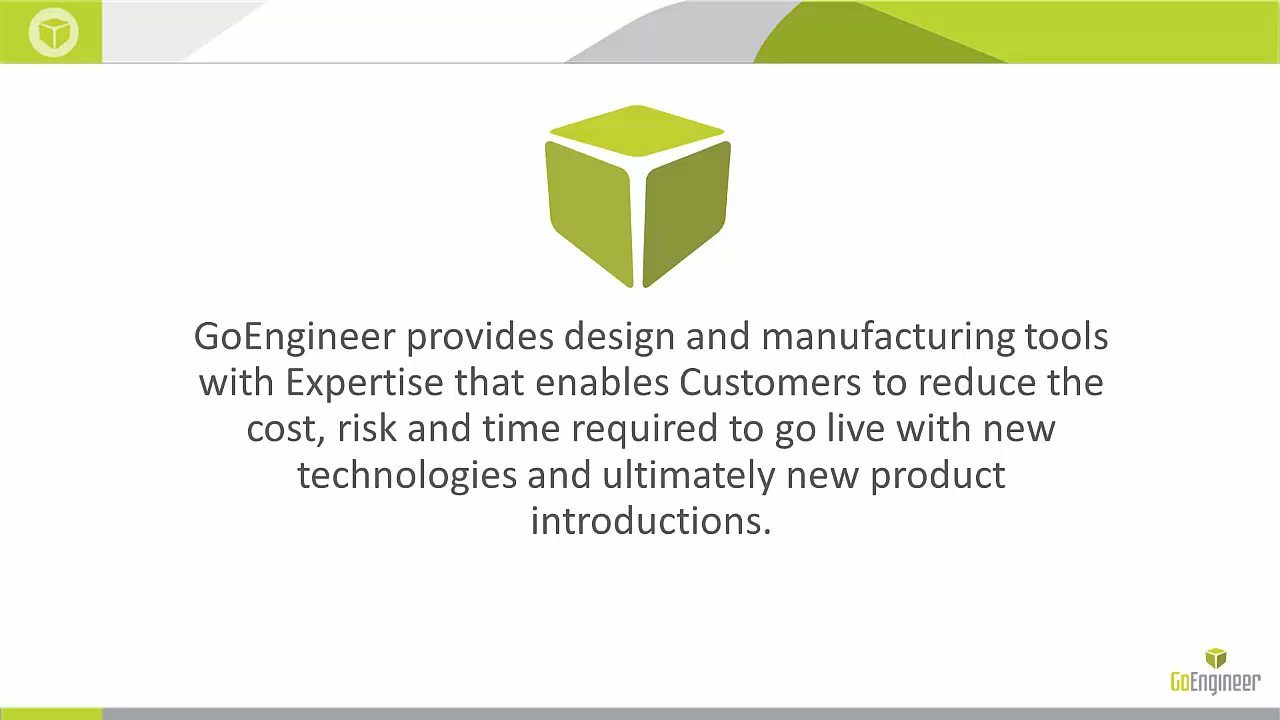 GoEngineer provides design and manufacturing tools
with Expertise that enables Customers to reduce the
cost, risk and time required to go live with new
technologies and ultimately new product
introductions.
GoEngineer